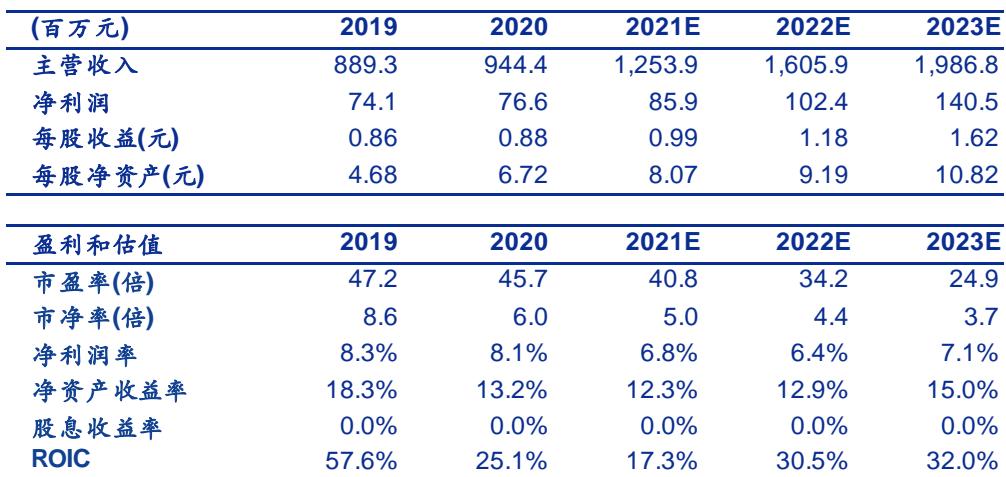 (百万元) 2019 2020 2021E 2022E 2023E
主营收入 889.3 944.4 1,253.9 1,605.9 1,986.8
净利润 74.1 76.6 85.9 102.4 140.5
每股收益(元) 0.86 0.88 0.99 1.18 1.62
每股净资产(元) 4.68 6.72 8.07 9.19 10.82
盈利和估值 2019 2020 2021E 2022E 2023E
市盈率(倍) 47.2 45.7 40.8 34.2 24.9
市净率(倍) 8.6 6.0 5.0 4.4 3.7
净利润率 8.3% 8.1% 6.8% 6.4% 7.1%
净资产收益率 18.3% 13.2% 12.3% 12.9% 15.0%
股息收益率 0.0% 0.0% 0.0% 0.0% 0.0%
ROIC 57.6% 25.1% 17.3% 30.5% 32.0%